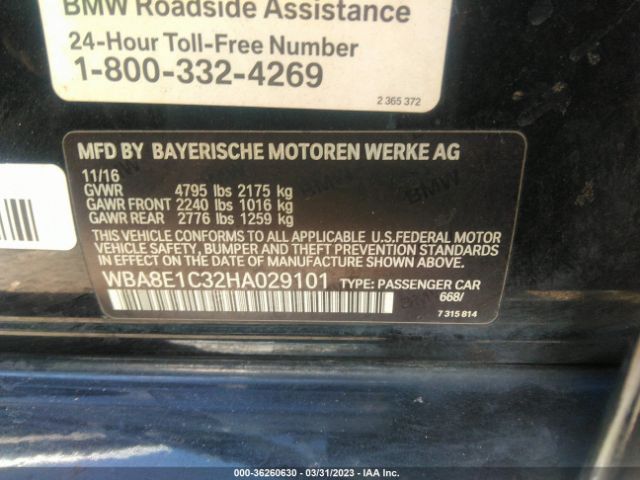 BMW Roadside Assistance
24-Hour Toll-Free Number
1-800-332-4269
2 365 372
MFD BY BAYERISCHE MOTOREN WERKE AG
11/16
GVWR 4795 lbs 2175 kg
GAWR FRONT 2240 lbs 1016 kg
GAWR REAR 2776 lbs 1259 kg
THIS VEHICLE CONFORMS TO ALL APPLICABLE U.S.FEDERAL MOTOR
VEHICLE SAFETY, BUMPER AND THEFT PREVENTION STANDARDS
IN EFFECT ON THE DATE OF MANUFACTURE SHOWN ABOVE.
WBA8E1C32HA029101 TYPE: PASSENGER CAR
668/
7 315 814
000-36260630 - 03/31/2023 - IAA Inc.